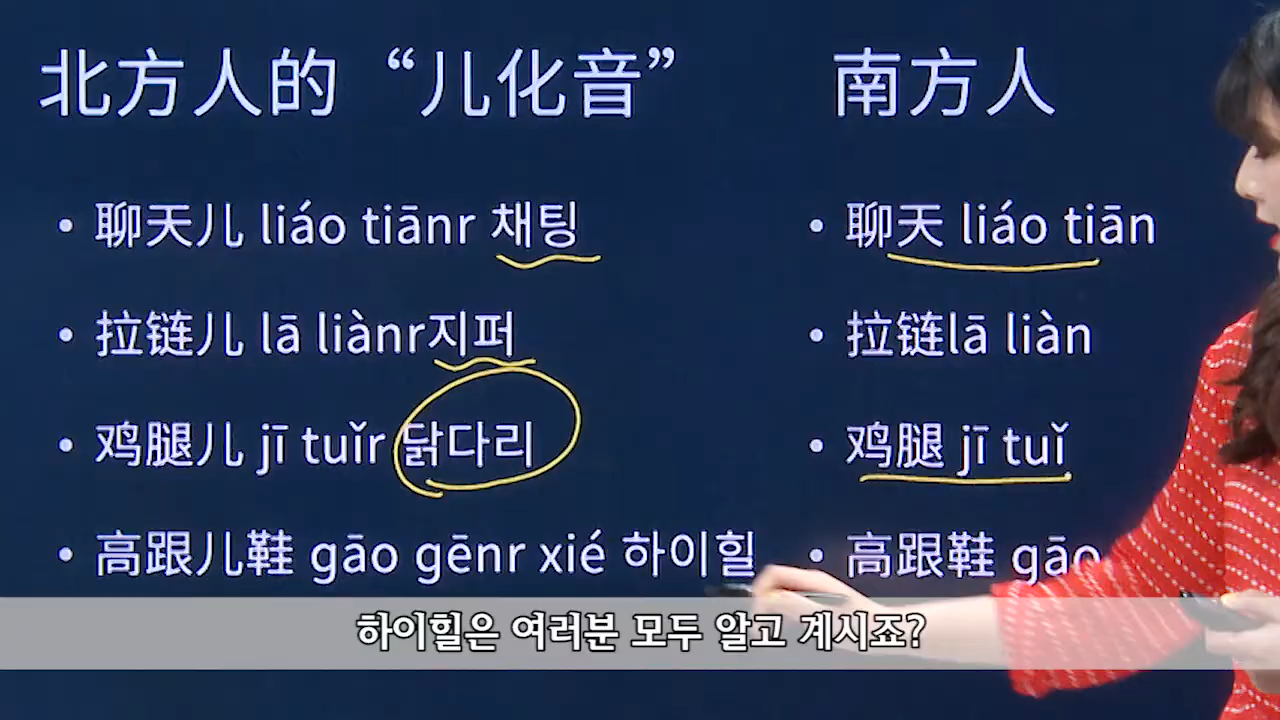 北方人的“儿化音”
南方人
• 聊天儿 liáo tiānr 채팅
• 聊天 liáo tiān
• 拉链儿 lā liànr지퍼
• 拉链lā liàn
• 鸡腿儿 jī tuǐr 닭다리
• 鸡腿 jī tuǐ
• 高跟儿鞋 gāo gēnr xié 하이힐
• 高跟鞋 gāo
하이힐은 여러분 모두 알고 계시죠?